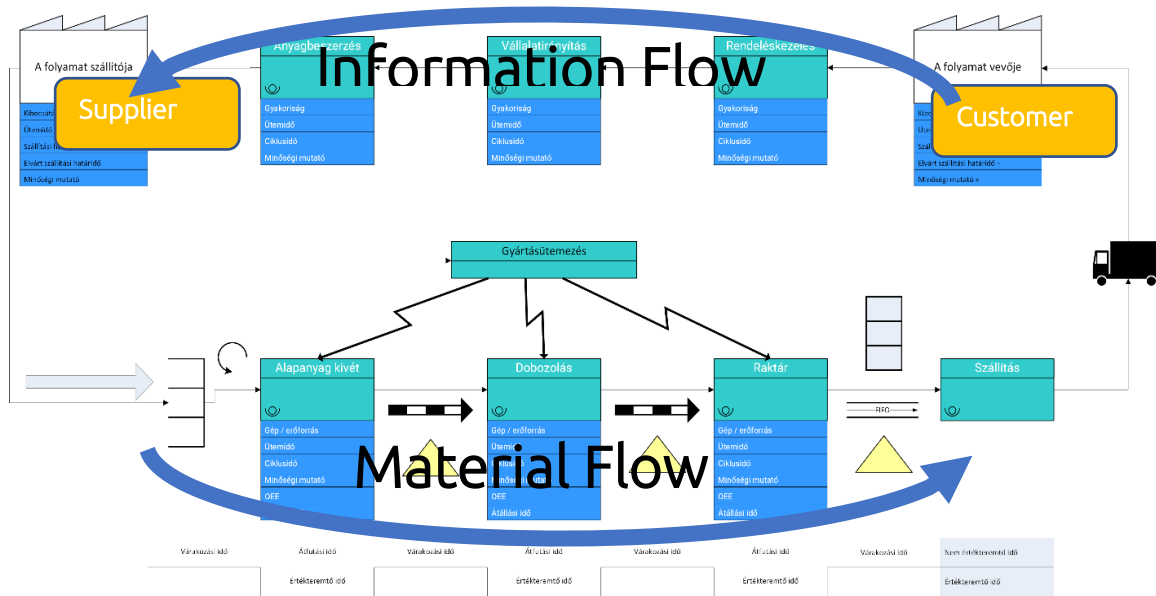 Anyagbeszerzés
Vállalatirányítás
Rendeléskezelés
Information Flow
A folyamat szállítója
A folyamat vevője
Supplier
Customer
Gyakoriság
Gyakoriság
Gyakoriság
Ütemidő
Ütemidő
Ütemidő
Ütemidő
Ciklusidő
Ciklusidő
Ciklusidő
Elvárt szállítási határidő
Elvárt szállítási határidő =
Minőségi mutató
Minőségi mutató
Minőségi mutató
Minőségi mutató
Minőségi mutató =
Gyártásütemezés
Alapanyag kivét
Dobozolás
Raktár
Szállítás
FIFO
Gép / erőforrás
Gép / erőforrás
Gép / erőforrás
Ütemidő
Ütemidő
Ütemidő
Material Flow
Ciklusidő
Ciklusidő
Ciklusidő
Minőségi mutató
Minőségi mutató
Minőségi mutató
OEE
OEE
OEE
Átállási idő
Átállási idő
Várakozási idő
Átfutási idő
Várakozási idő
Átfutási idő
Várakozási idő
Átfutási idő
Várakozási idő
Nem értékteremtő idő
Értékteremtő idő
Értékteremtő idő
Értékteremtő idő
Értékteremtő idő